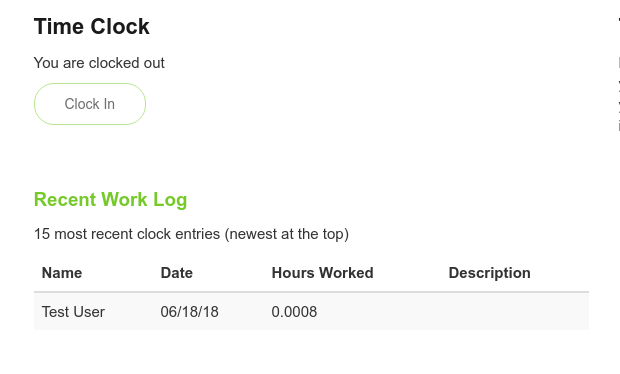 Time Clock
You are clocked out
Clock In
Recent Work Log
15 most recent clock entries (newest at the top)
Name Date Hours Worked Description
Test User 06/18/18 0.0008